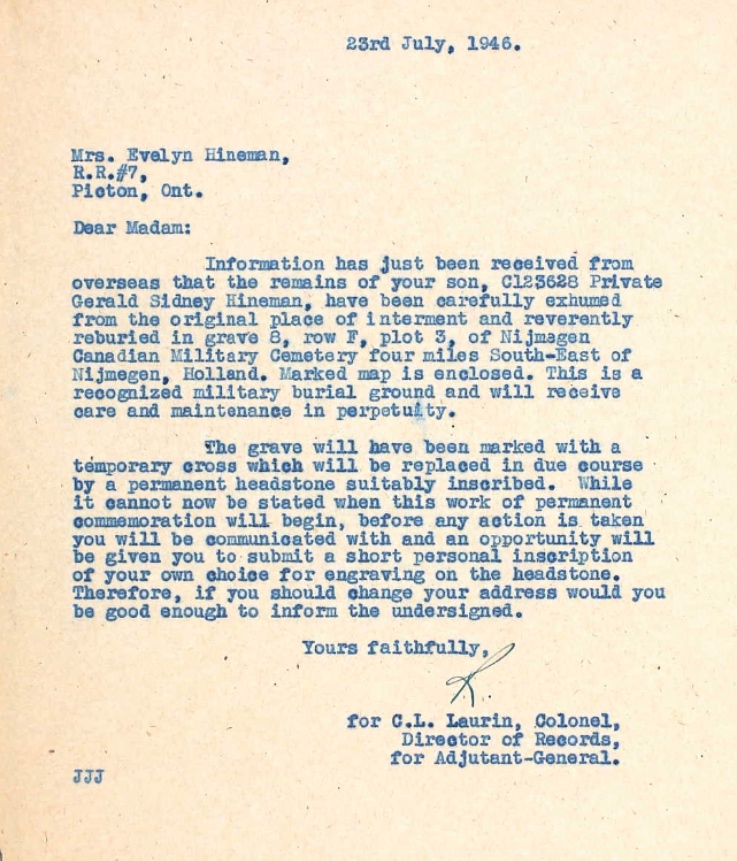 23rd July, 1946.
Mrs. Evelyn Hineman,
R.R.#7,
Picton, Ont.
Dear Madam:
Information has just been received from
overseas that the remains of your son, C123628 Private
Gerald Sidney Hineman, have been carefully exhumed
from the original place of interment and reverently
reburied in grave 8, row F, plot 3, of Nijmegen
Canadian Military Cemetery four miles South-East of
Nijmegen, Holland. Marked map is enclosed. This is a
recognized military burial ground and will receive
care and maintenance in perpetuity.
The grave will have been marked with a
temporary cross which will be replaced in due course
by a permanent headstone suitably inscribed. While
it cannot now be stated when this work of permanent
commemoration will begin, before any action is taken
you will be communicated with and an opportunity will
be given you to submit a short personal inscription
of your own choice for engraving on the headstone.
Therefore, if you should change your address would you
be good enough to inform the undersigned.
Yours faithfully,
for C.L. Laurin, Colonel,
Director of Records,
for Adjutant-General.
JJJ